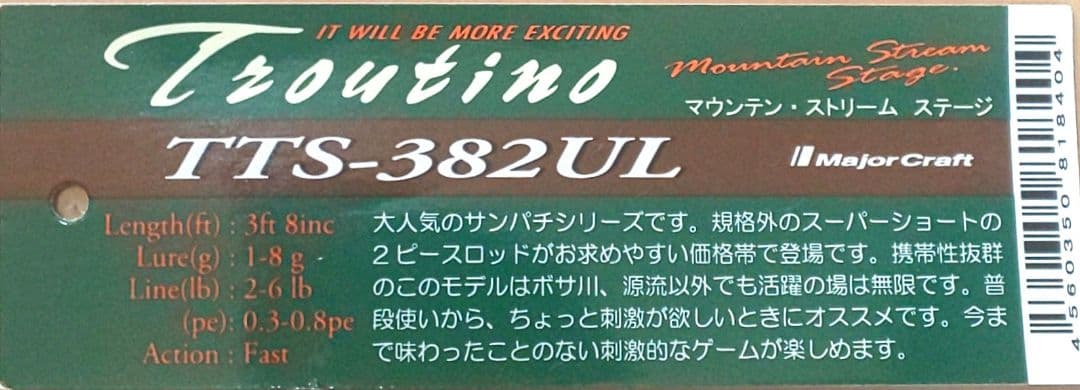 IT WILL BE MORE EXCITING
Troutino
Mountain Stream
Stage.
マウンテン・ストリーム ステージ
TTS-382UL
MajorCraft
Length(ft) : 3ft 8inc
Lure(g) : 1-8 g
Line(lb) : 2-6 lb
(pe): 0.3-0.8pe
Action : Fast
大人気のサンパチシリーズです。規格外のスーパーショートの
2ピースロッドがお求めやすい価格帯で登場です。携帯性抜群
のこのモデルはボサ川、源流以外でも活躍の場は無限です。普
段使いから、ちょっと刺激が欲しいときにオススメです。今ま
で味わったことのない刺激的なゲームが楽しめます。
4560350818404